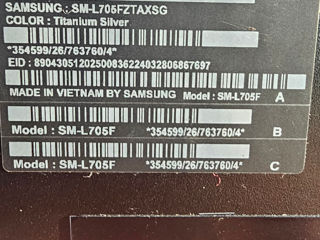 SAMSUNG: SM-L705FZTAXSG
COLOR : Titanium Silver
*354599/26/763760/4*
EID : 89043051202500836224032806867697
MADE IN VIETNAM BY SAMSUNG Model : SM-L705F A
Model : SM-L705F *354599/26/763760/4* B
Model : SM-L705F *354599/26/763760/4* C